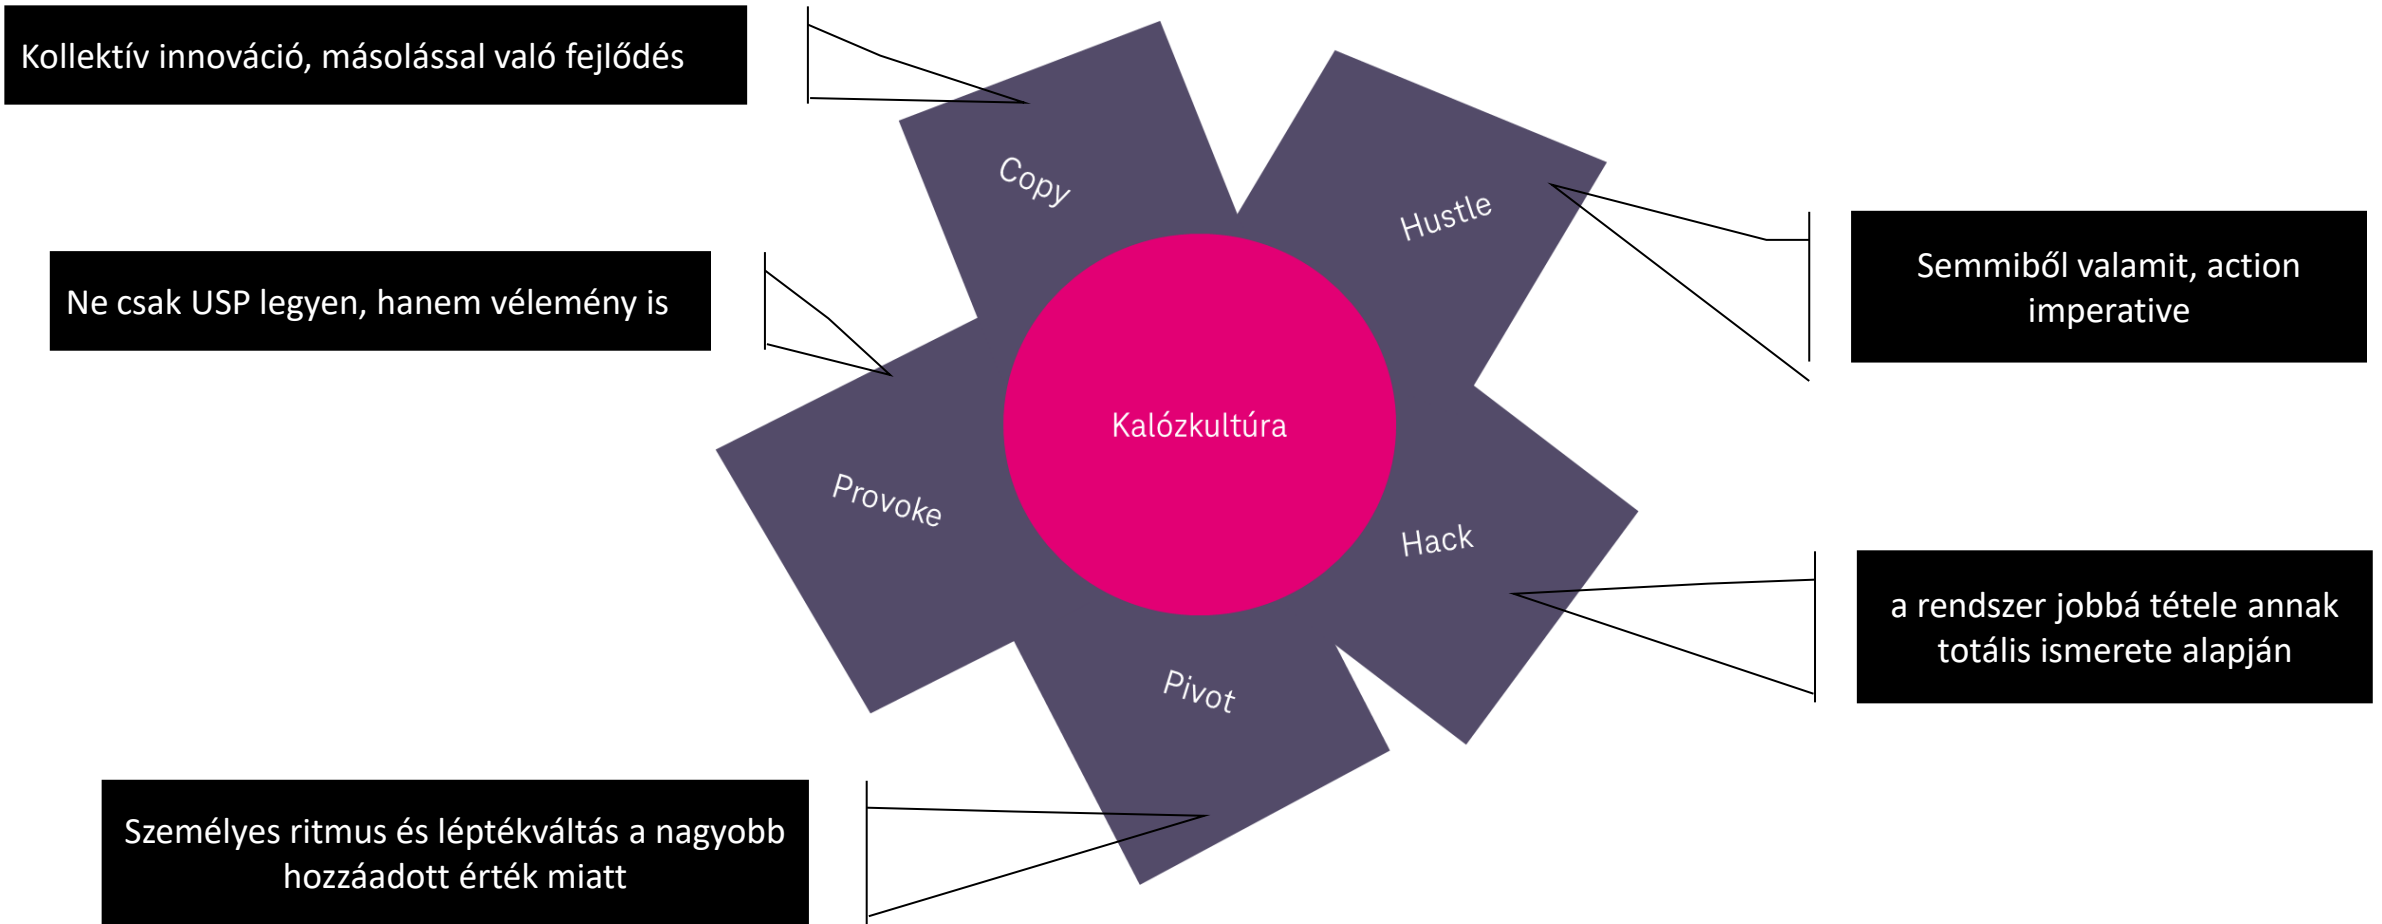 Kollektív innováció, másolással való fejlődés
Copy
Hustle
Semmiből valamit, action
imperative
Ne csak USP legyen, hanem vélemény is
Kalózkultúra
Provoke
Hack
a rendszer jobbá tétele annak
totális ismerete alapján
Pivot
Személyes ritmus és léptékváltás a nagyobb
hozzáadott érték miatt